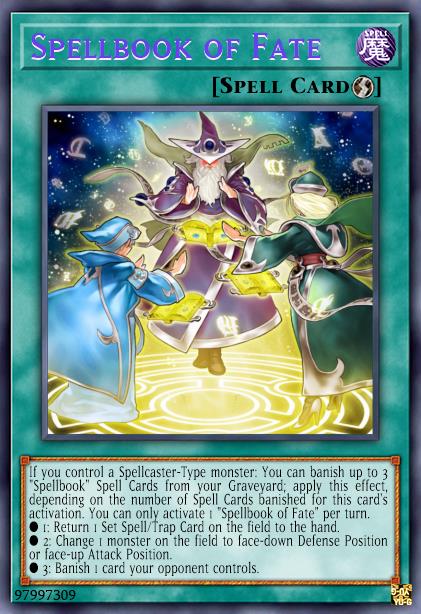 Spellbook of Fate
SPELL
魔
[Spell Card]
If you control a Spellcaster-Type monster: You can banish up to 3
"Spellbook" Spell Cards from your Graveyard; apply this effect,
depending on the number of Spell Cards banished for this card's
activation. You can only activate 1 "Spellbook of Fate" per turn.
● 1: Return 1 Set Spell/Trap Card on the field to the hand.
● 2: Change 1 monster on the field to face-down Defense Position
or face-up Attack Position.
● 3: Banish 1 card your opponent controls.
97997309